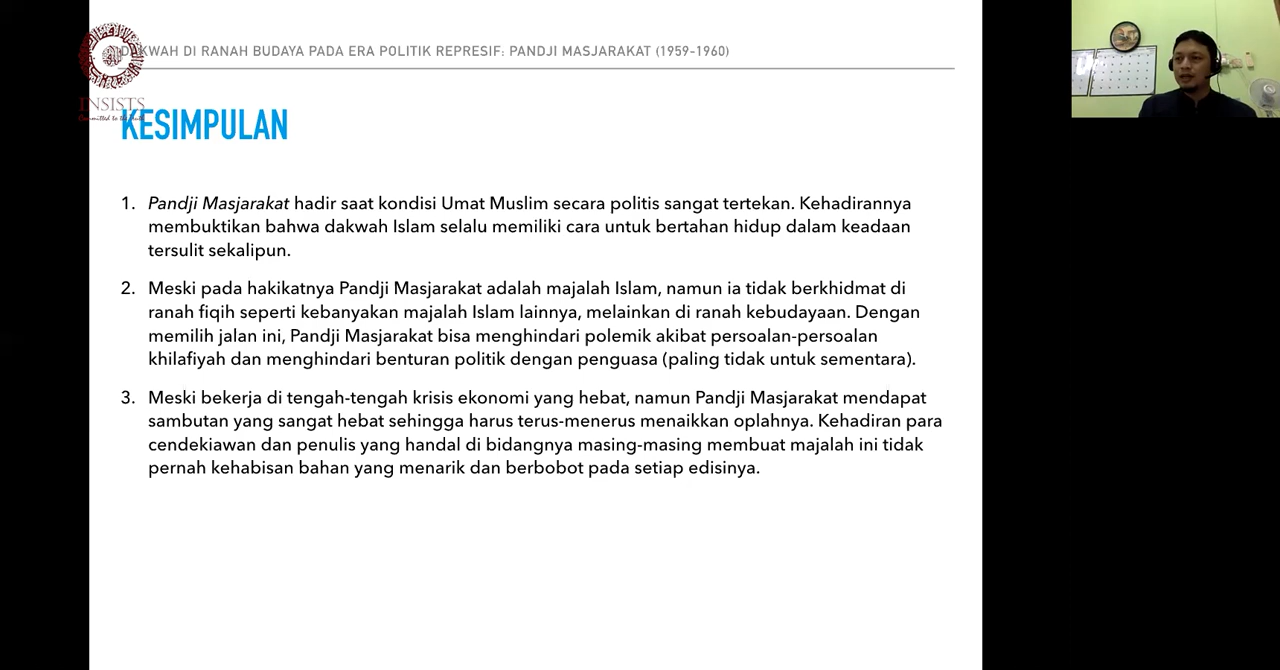 DAKWAH DI RANAH BUDAYA PADA ERA POLITIK REPRESIF: PANDJI MASJARAKAT (1959-1960)
INSISTS
Committed to the Truth
KESIMPULAN
1. Pandji Masjarakat hadir saat kondisi Umat Muslim secara politis sangat tertekan. Kehadirannya
membuktikan bahwa dakwah Islam selalu memiliki cara untuk bertahan hidup dalam keadaan
tersulit sekalipun.
2. Meski pada hakikatnya Pandji Masjarakat adalah majalah Islam, namun ia tidak berkhidmat di
ranah fiqih seperti kebanyakan majalah Islam lainnya, melainkan di ranah kebudayaan. Dengan
memilih jalan ini, Pandji Masjarakat bisa menghindari polemik akibat persoalan-persoalan
khilafiyah dan menghindari benturan politik dengan penguasa (paling tidak untuk sementara).
3. Meski bekerja di tengah-tengah krisis ekonomi yang hebat, namun Pandji Masjarakat mendapat
sambutan yang sangat hebat sehingga harus terus-menerus menaikkan oplahnya. Kehadiran para
cendekiawan dan penulis yang handal di bidangnya masing-masing membuat majalah ini tidak
pernah kehabisan bahan yang menarik dan berbobot pada setiap edisinya.